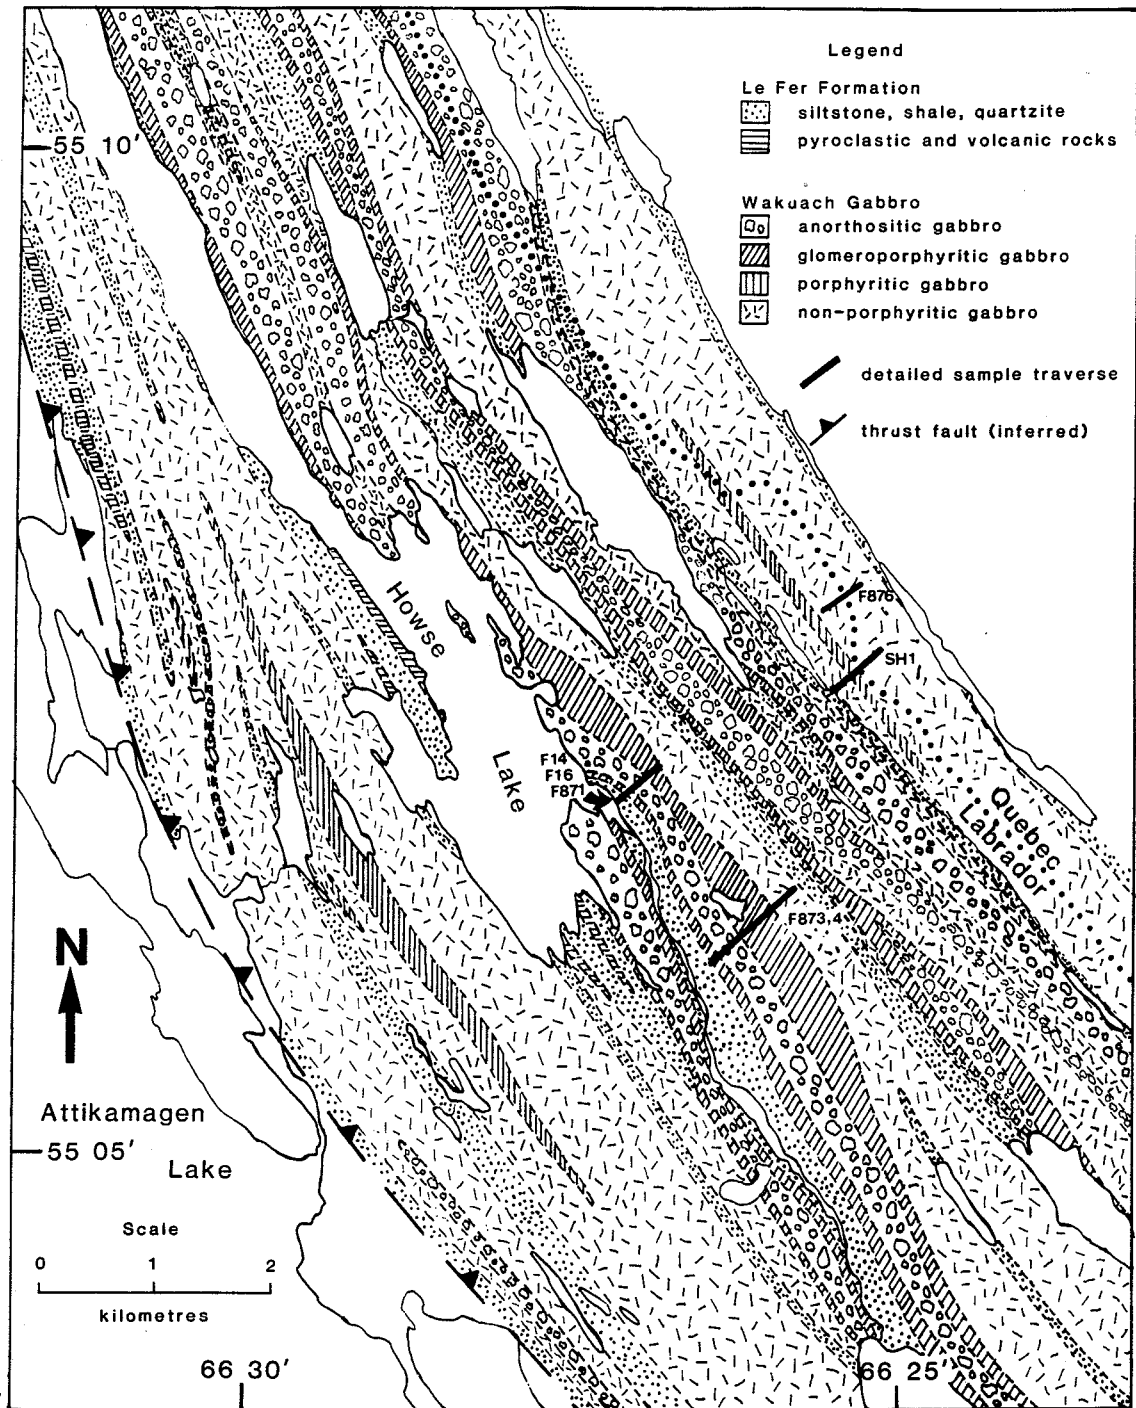 Legend
Le Fer Formation
siltstone, shale, quartzite
pyroclastic and volcanic rocks
Wakuach Gabbro
anorthositic gabbro
glomeroporphyritic gabbro
porphyritic gabbro
non-porphyritic gabbro
detailed sample traverse
thrust fault (inferred)
55 10'
F876
SH1
Howse
Lake
F14
F16
F871
Quebec
Labrador
F873,4
N
Attikamagen
Lake
55 05'
Scale
0 1 2
kilometres
66 30'
66 25'